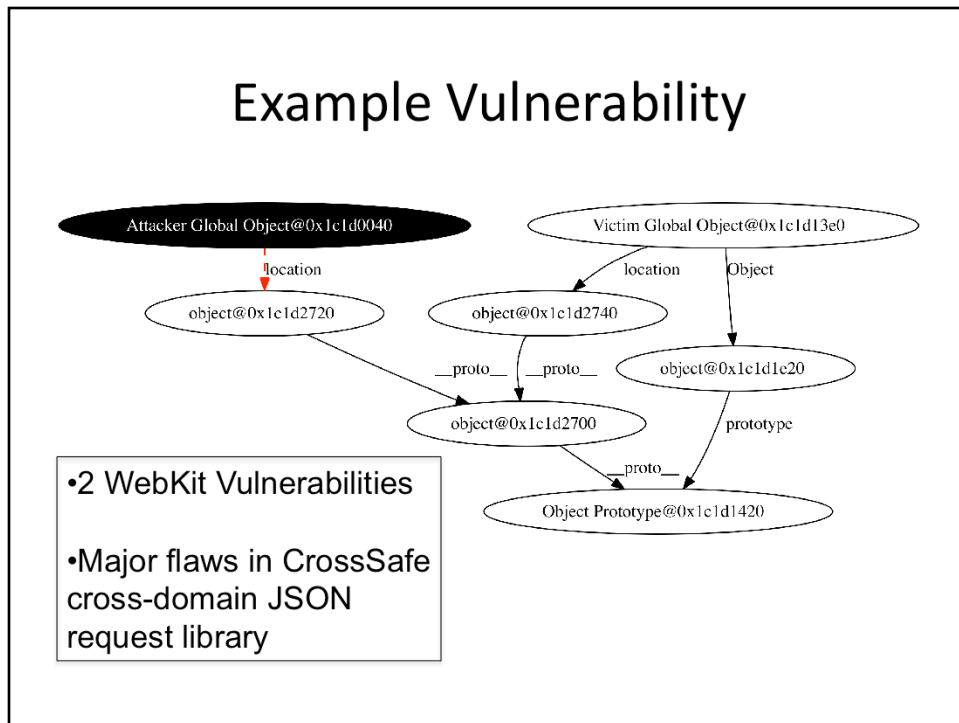 Example Vulnerability
Attacker Global Object@0x1c1d0040
Victim Global Object@0x1c1d13e0
location
location
Object
object@0x1c1d2720
object@0x1c1d2740
object@0x1c1d1e20
__proto__
__proto__
object@0x1c1d2700
prototype
__proto__
Object Prototype@0x1c1d1420
•2 WebKit Vulnerabilities
•Major flaws in CrossSafe
cross-domain JSON
request library